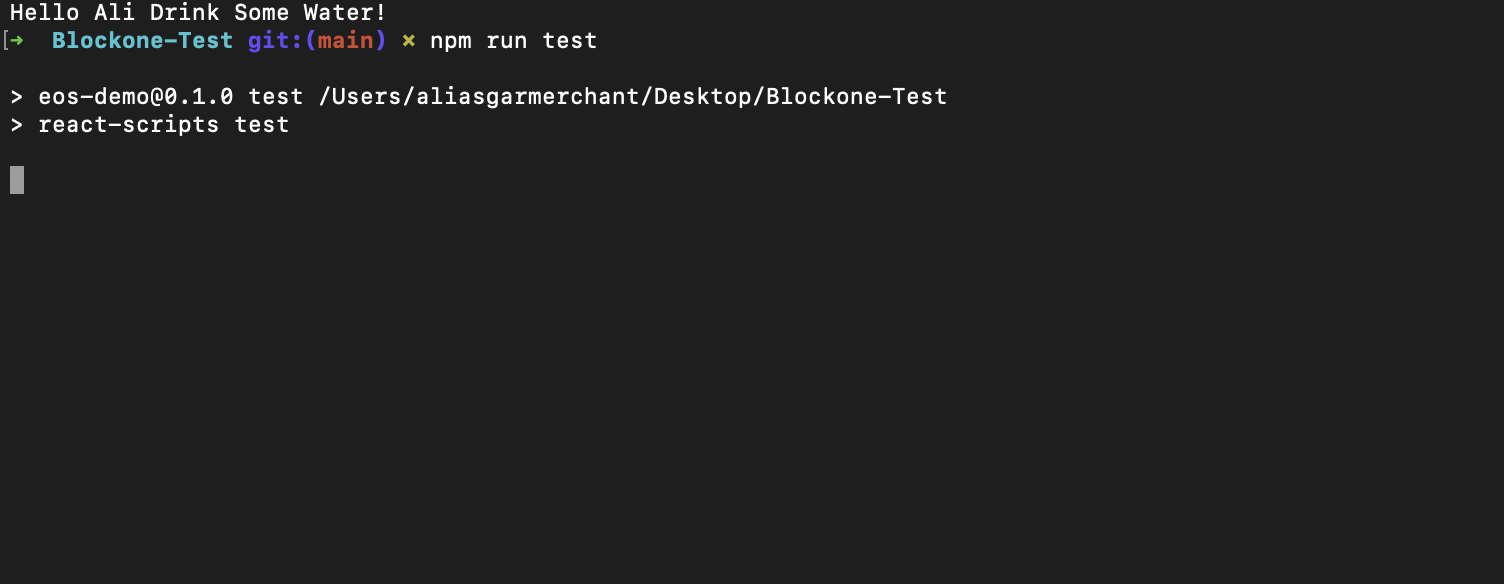 Hello Ali Drink Some Water!
[➜  Blockone-Test git:(main) ✗ npm run test
> eos-demo@0.1.0 test /Users/aliasgarmerchant/Desktop/Blockone-Test
> react-scripts test